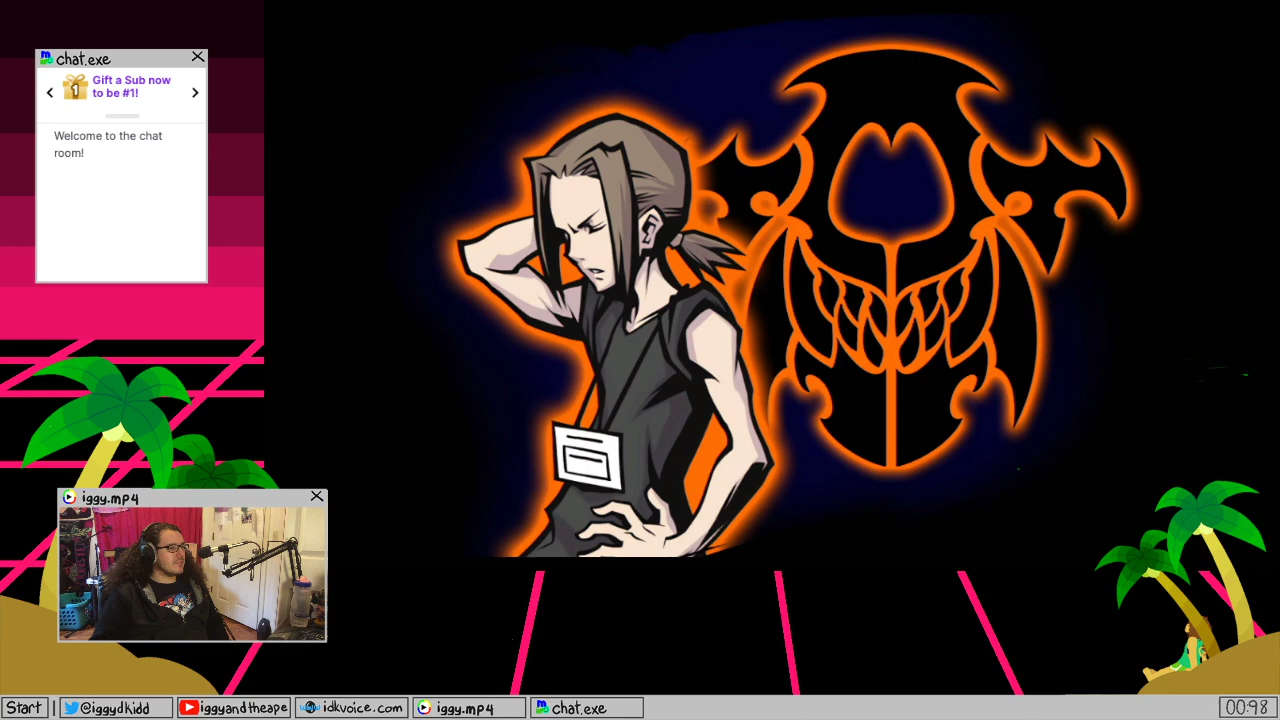 chat.exe
1
Gift a Sub now
to be #1!
Welcome to the chat
room!
iggy.mp4
Start
@iggydkidd
iggyandtheape
idkvoice.com
iggy.mp4
chat.exe
00:98